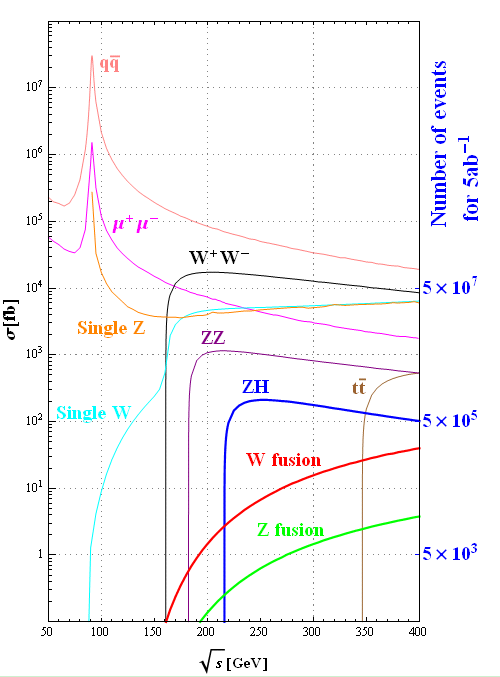 qq̄
10⁷
10⁶
10⁵
10⁴
10³
10²
10¹
1
σ[fb]
μ⁺μ⁻
W⁺W⁻
Single Z
ZZ
Single W
ZH
tt̄
W fusion
Z fusion
Number of events
for 5ab⁻¹
5×10⁷
5×10⁵
5×10³
50 100 150 200 250 300 350 400
√s [GeV]